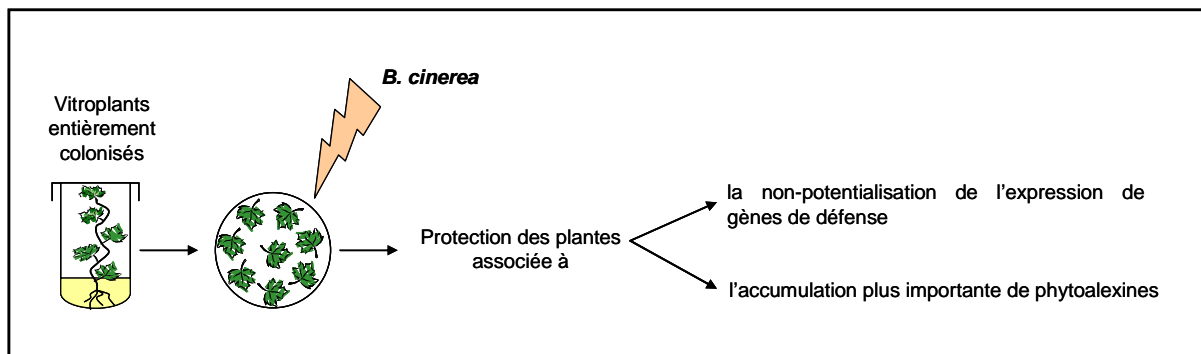 B. cinerea
Vitroplants
entièrement
colonisés
Protection des plantes
associée à
la non-potentialisation de l'expression de
gènes de défense
l'accumulation plus importante de phytoalexines